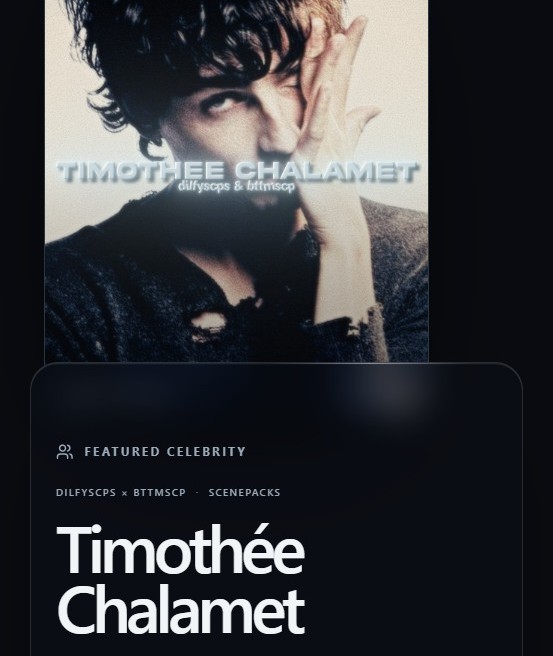 TIMOTHEE CHALAMET
dilfyscps & bttmscp
FEATURED CELEBRITY
DILFYSCPS × BTTMSCP · SCENEPACKS
Timothée
Chalamet